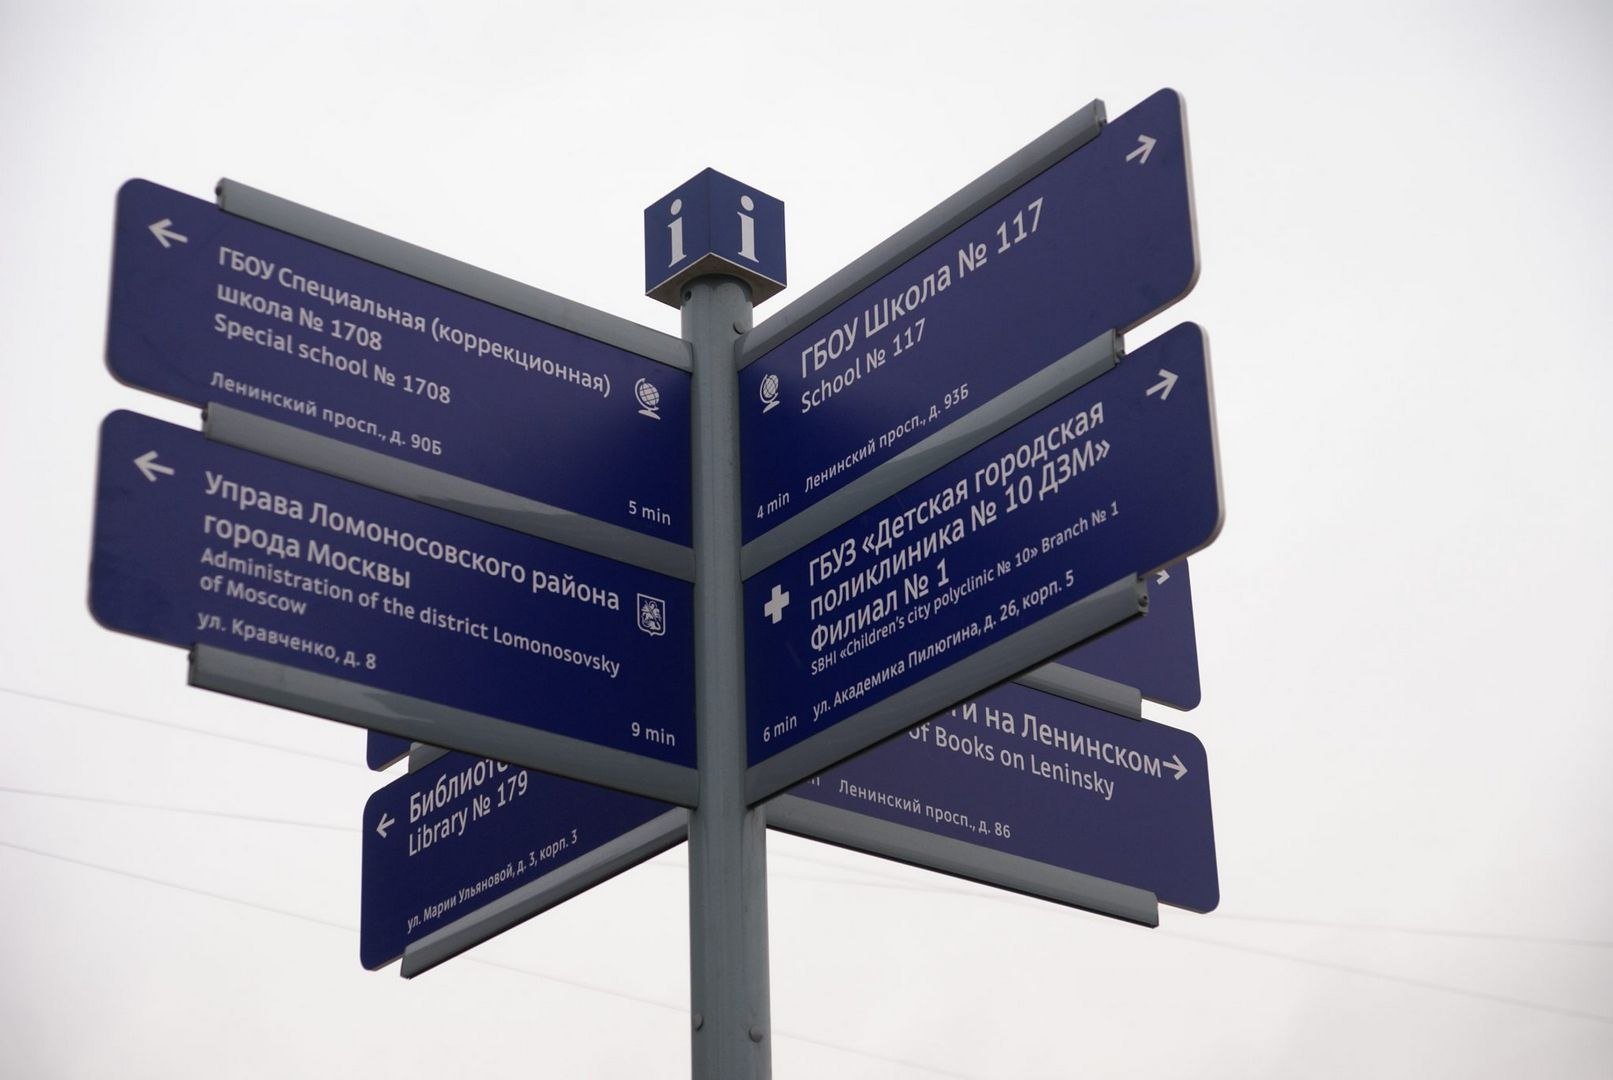 i i
ГБОУ Специальная (коррекционная)
школа № 1708
Special school № 1708
Ленинский просп., д. 90Б
5 min
Управа Ломоносовского района
города Москвы
Administration of the district Lomonosovsky
of Moscow
ул. Кравченко, д. 8
9 min
ГБОУ Школа № 117
School № 117
Ленинский просп., д. 93Б
4 min
ГБУЗ «Детская городская
поликлиника № 10 ДЗМ»
Филиал № 1
SBHI «Children's city polyclinic № 10» Branch № 1
ул. Академика Пилюгина, д. 26, корп. 5
6 min
Library № 179
ул. Марии Ульяновой, д. 3, корп. 3
на Ленинском
of Books on Leninsky
Ленинский просп., д. 86